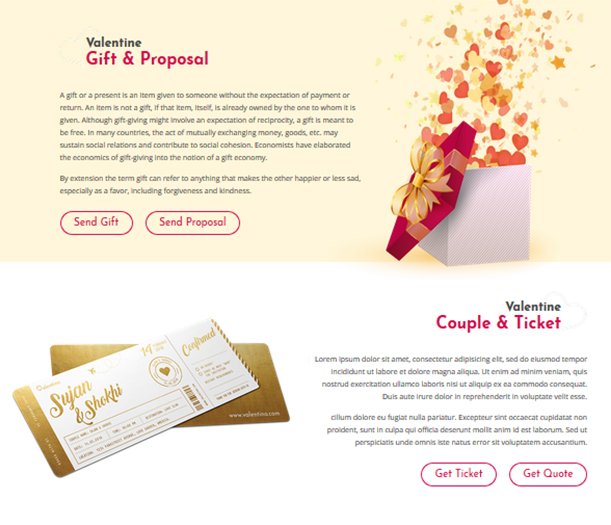 Valentine
Gift & Proposal
A gift or a present is an item given to someone without the expectation of payment or
return. An item is not a gift, if that item, itself, is already owned by the one to whom it is
given. Although gift-giving might involve an expectation of reciprocity, a gift is meant to
be free. In many countries, the act of mutually exchanging money, goods, etc. may
sustain social relations and contribute to social cohesion. Economists have elaborated
the economics of gift-giving into the notion of a gift economy.
By extension the term gift can refer to anything that makes the other happier or less sad,
especially as a favor, including forgiveness and kindness.
Send Gift
Send Proposal
Valentine
Couple & Ticket
Lorem ipsum dolor sit amet, consectetur adipisicing elit, sed do eiusmod tempor
incididunt ut labore et dolore magna aliqua. Ut enim ad minim veniam, quis
nostrud exercitation ullamco laboris nisi ut aliquip ex ea commodo consequat.
Duis aute irure dolor in reprehenderit in voluptate velit esse.
cillum dolore eu fugiat nulla pariatur. Excepteur sint occaecat cupidatat non
proident, sunt in culpa qui officia deserunt mollit anim id est laborum. Sed ut
perspiciatis unde omnis iste natus error sit voluptatem accusantium.
Get Ticket
Get Quote
Valentine
Sujan
& Shokhi
14
Confirmed
www.valentine.com